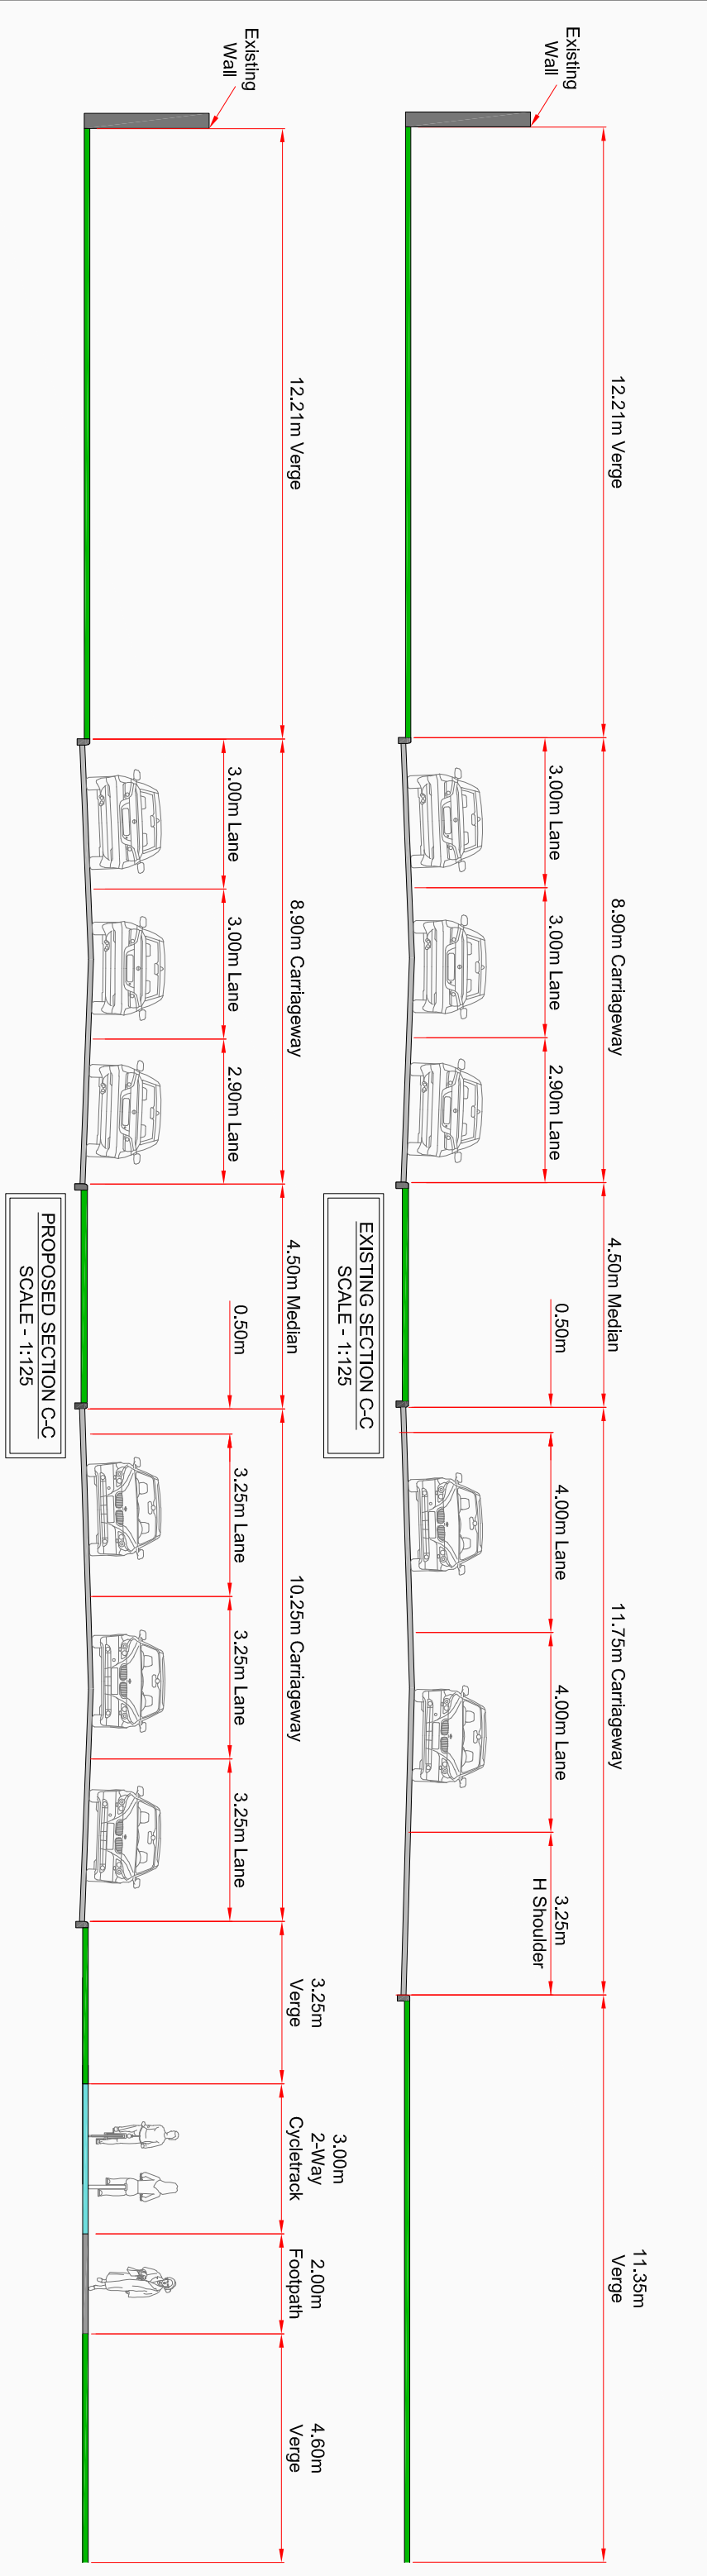 Existing
Wall
12.21m Verge
8.90m Carriageway
4.50m Median
11.75m Carriageway
11.35m
Verge
3.00m Lane
3.00m Lane
2.90m Lane
0.50m
4.00m Lane
4.00m Lane
3.25m
H Shoulder
EXISTING SECTION C-C
SCALE - 1:125
Existing
Wall
12.21m Verge
8.90m Carriageway
4.50m Median
10.25m Carriageway
3.25m
Verge
3.00m
2-Way
Cycletrack
2.00m
Footpath
4.60m
Verge
3.00m Lane
3.00m Lane
2.90m Lane
0.50m
3.25m Lane
3.25m Lane
3.25m Lane
PROPOSED SECTION C-C
SCALE - 1:125